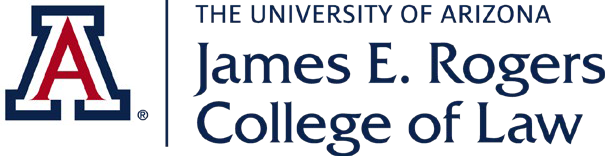 A®
THE UNIVERSITY OF ARIZONA
James E. Rogers
College of Law